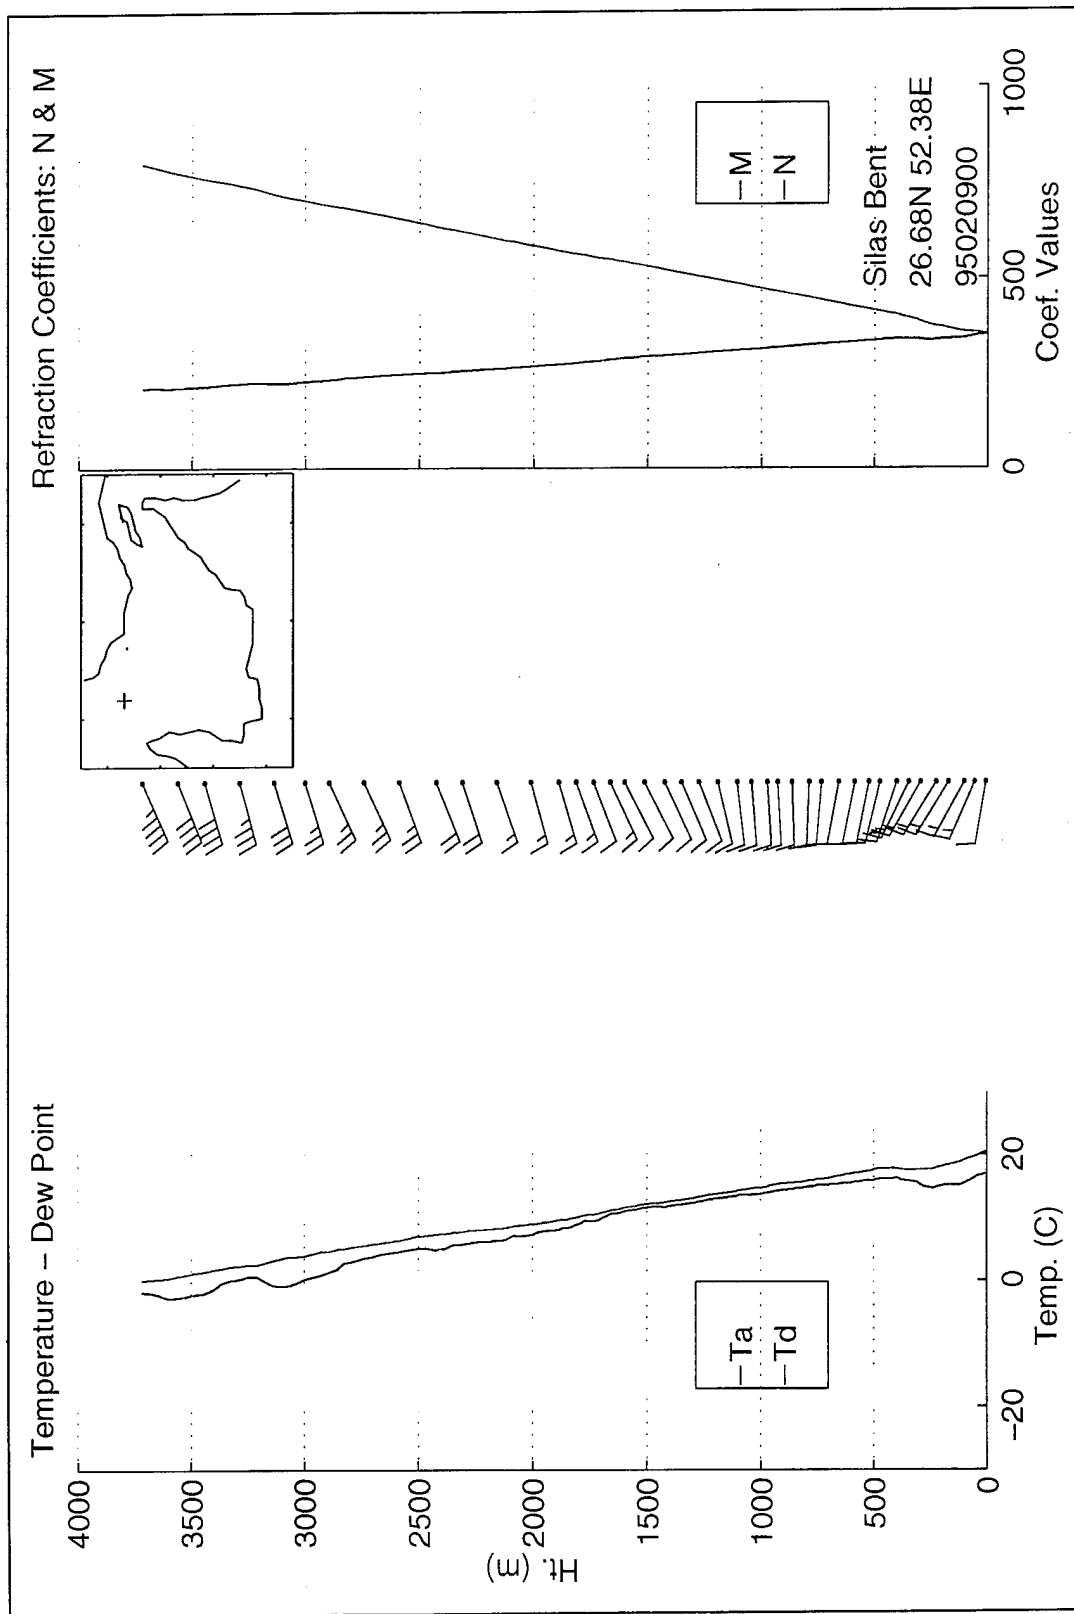 Temperature – Dew Point
Refraction Coefficients: N & M
4000
3500
3000
2500
2000
1500
1000
500
0
Ht. (m)
–20
0
20
Temp. (C)
Ta
Td
M
N
Silas Bent
26.68N 52.38E
95020900
0
500
1000
Coef. Values